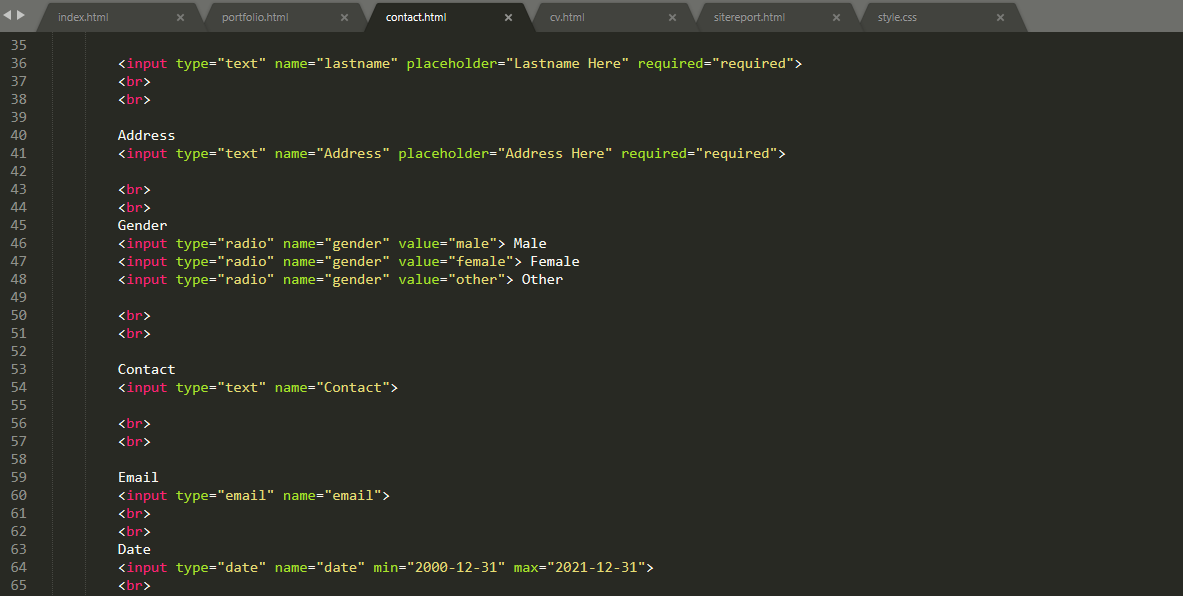 index.html × portfolio.html × contact.html × cv.html × sitereport.html × style.css ×
35
36 <input type="text" name="lastname" placeholder="Lastname Here" required="required">
37 <br>
38 <br>
39
40 Address
41 <input type="text" name="Address" placeholder="Address Here" required="required">
42
43 <br>
44 <br>
45 Gender
46 <input type="radio" name="gender" value="male"> Male
47 <input type="radio" name="gender" value="female"> Female
48 <input type="radio" name="gender" value="other"> Other
49
50 <br>
51 <br>
52
53 Contact
54 <input type="text" name="Contact">
55
56 <br>
57 <br>
58
59 Email
60 <input type="email" name="email">
61 <br>
62 <br>
63 Date
64 <input type="date" name="date" min="2000-12-31" max="2021-12-31">
65 <br>